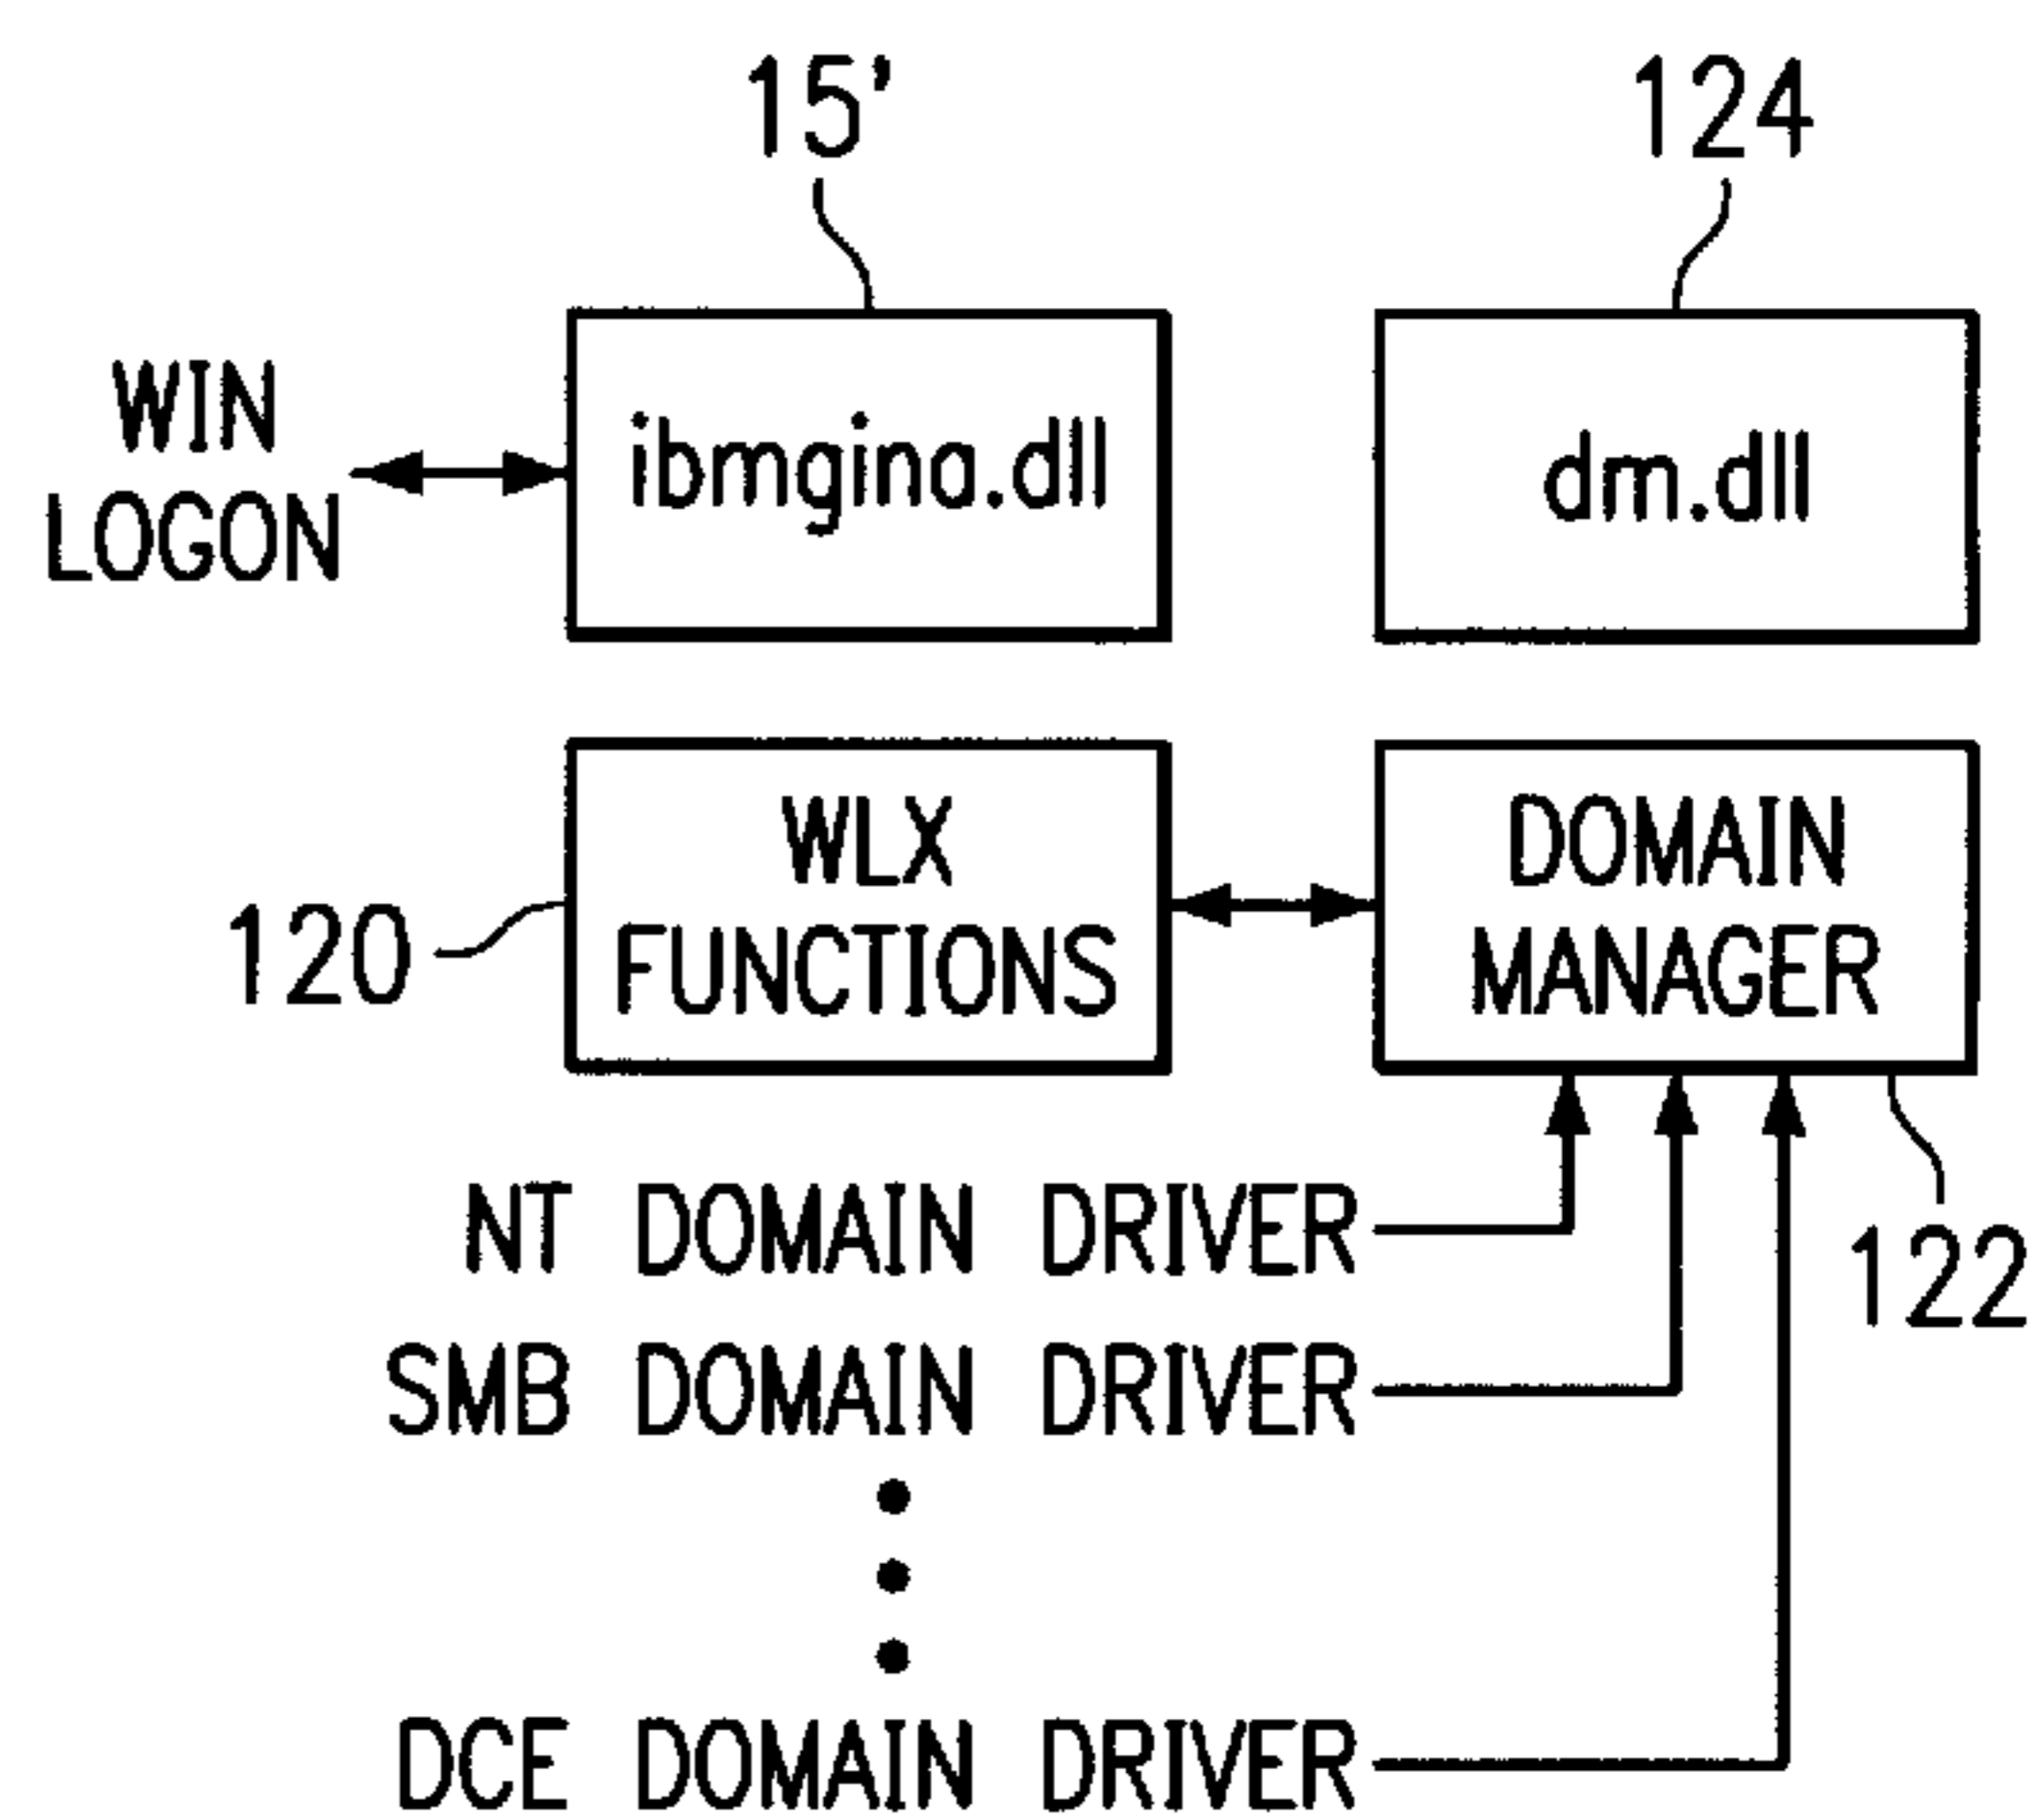 15'
124
WIN
LOGON
ibmgina.dll
dm.dll
WLX
FUNCTIONS
DOMAIN
MANAGER
120
NT DOMAIN DRIVER
122
SMB DOMAIN DRIVER
DCE DOMAIN DRIVER